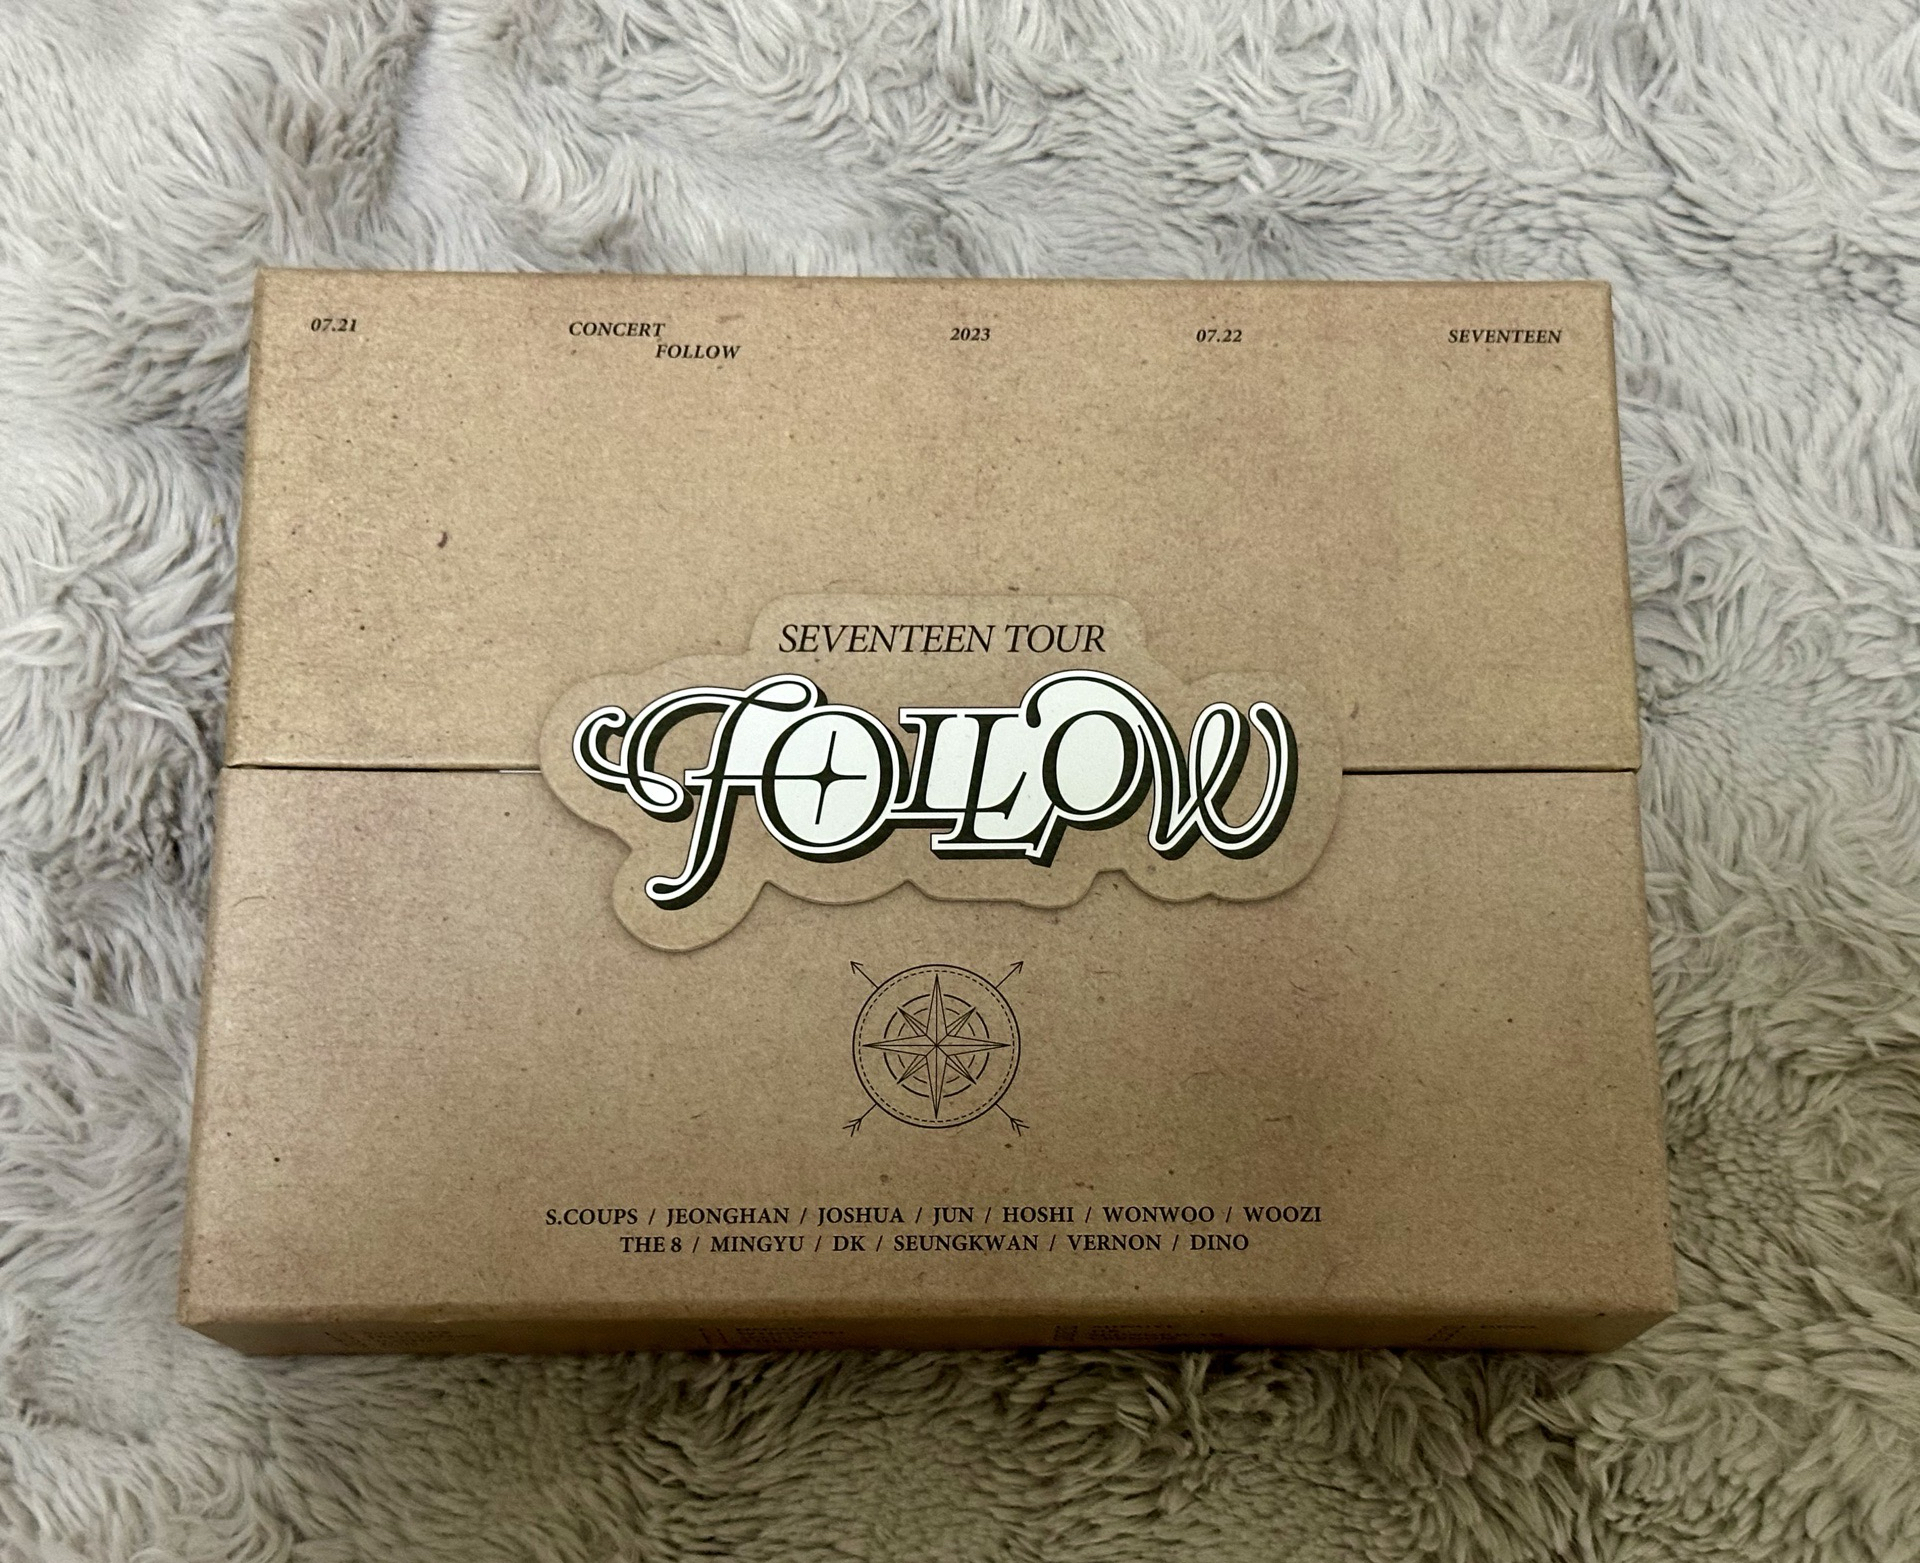 07.21 CONCERT 2023 07.22 SEVENTEEN
FOLLOW
SEVENTEEN TOUR
FOLLOW
S.COUPS / JEONGHAN / JOSHUA / JUN / HOSHI / WONWOO / WOOZI
THE 8 / MINGYU / DK / SEUNGKWAN / VERNON / DINO